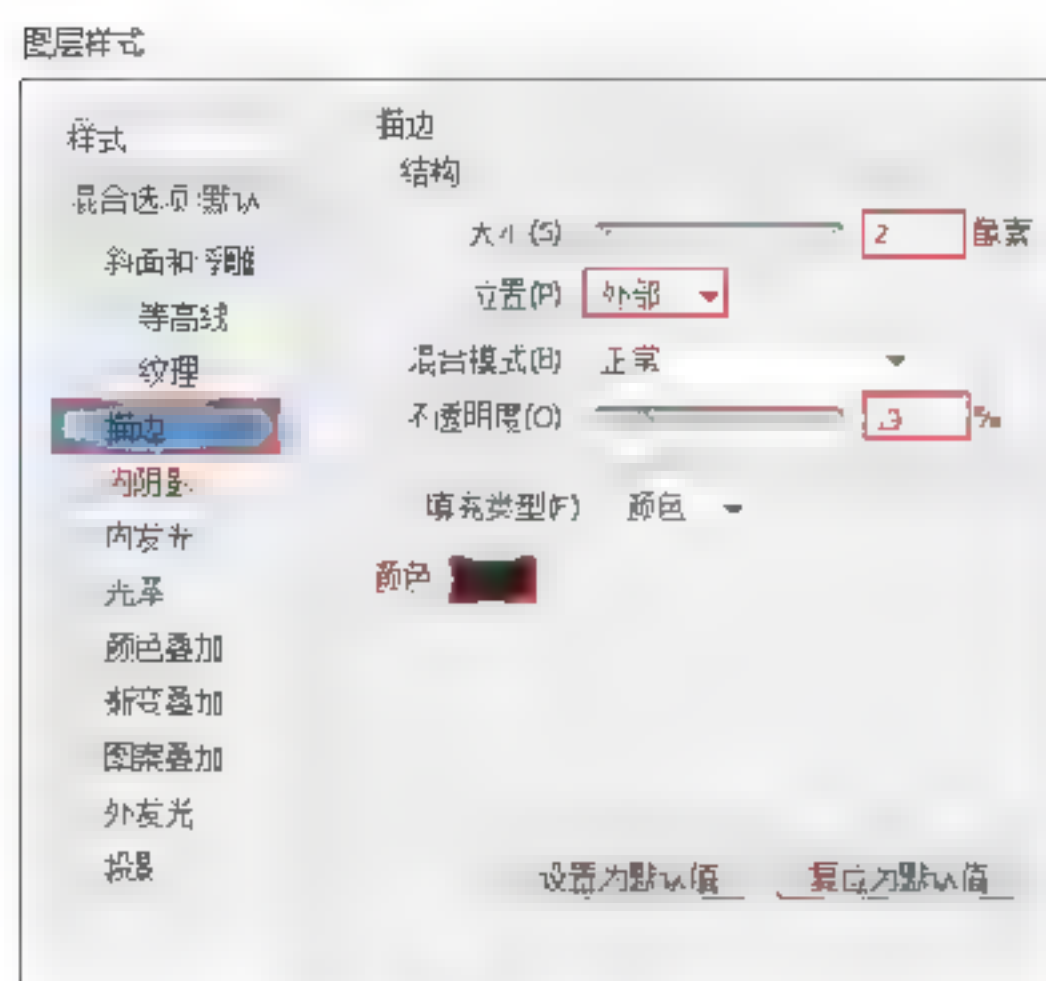 图层样式
样式
混合选项:默认
斜面和浮雕
等高线
纹理
描边
内阴影
内发光
光泽
颜色叠加
渐变叠加
图案叠加
外发光
投影
描边
结构
大小(S) 2 像素
位置(P) 外部
混合模式(B) 正常
不透明度(O) %
填充类型(F) 颜色
颜色
设置为默认值 复位为默认值